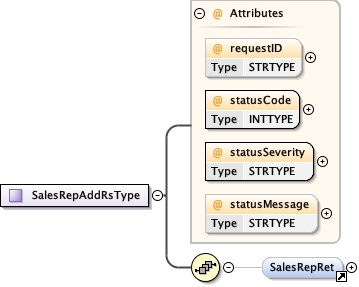 @ Attributes
@ requestID
Type STRTYPE
@ statusCode
Type INTTYPE
@ statusSeverity
Type STRTYPE
SalesRepAddRsType
@ statusMessage
Type STRTYPE
SalesRepRet